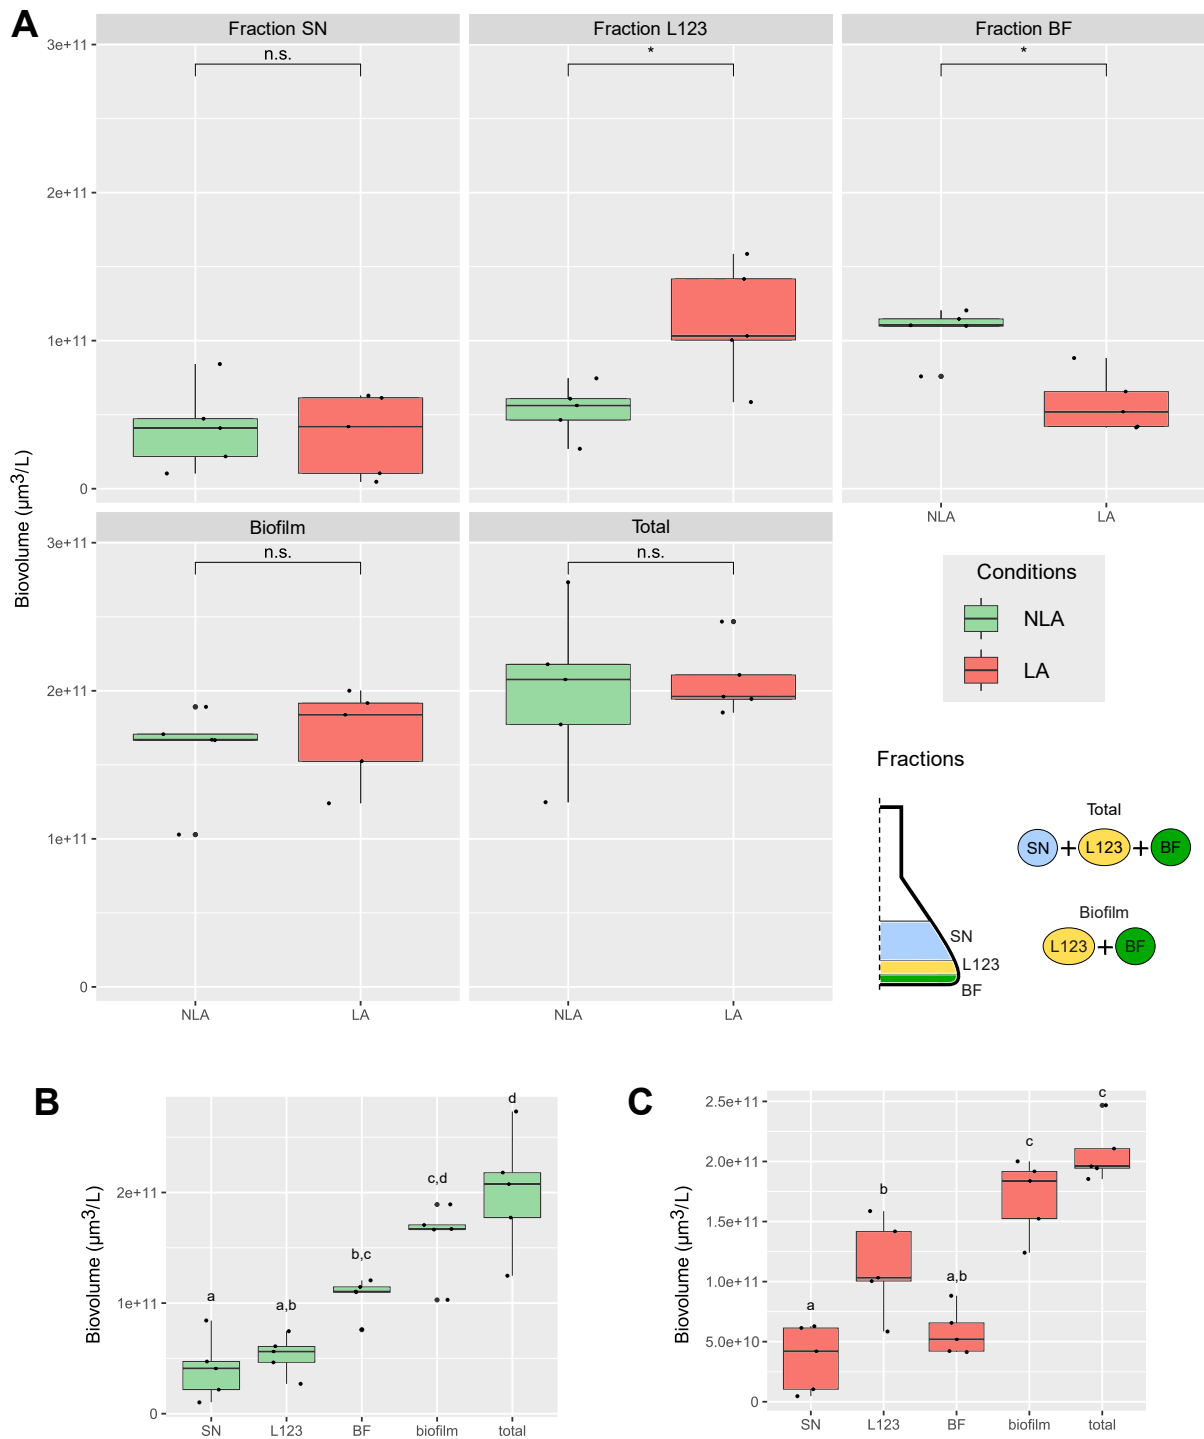 A
Fraction SN
Fraction L123
Fraction BF
3e+11
n.s.
*
*
2e+11
1e+11
0
NLA
LA
Biovolume (µm3/L)
Biofilm
Total
3e+11
n.s.
n.s.
2e+11
1e+11
0
NLA
LA
NLA
LA
Conditions
NLA
LA
Fractions
Total
SN + L123 + BF
Biofilm
L123 + BF
SN
L123
BF
B
Biovolume (µm3/L)
2e+11
1e+11
0
a
a,b
b,c
c,d
d
SN
L123
BF
biofilm
total
C
Biovolume (µm3/L)
2.5e+11
2.0e+11
1.5e+11
1.0e+11
5.0e+10
0
a
b
a,b
c
c
SN
L123
BF
biofilm
total